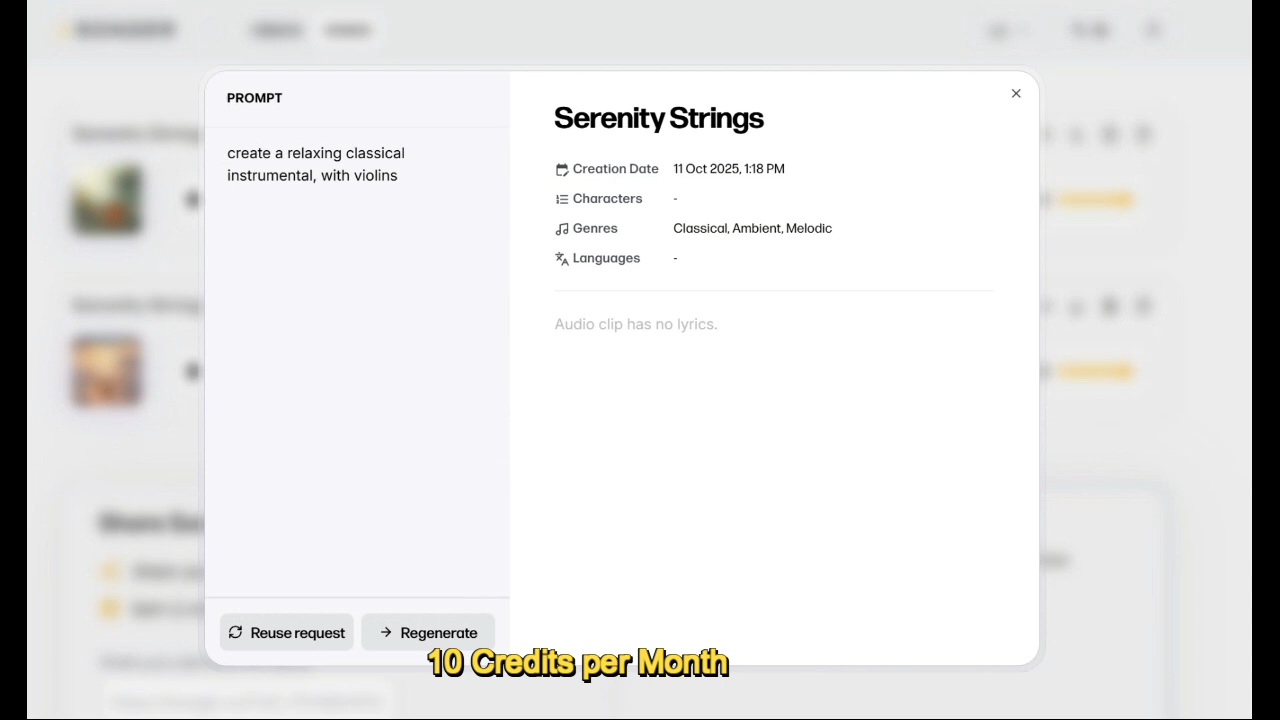 PROMPT
create a relaxing classical
instrumental, with violins
Reuse request
Regenerate
Serenity Strings
Creation Date 11 Oct 2025, 1:18 PM
Characters -
Genres Classical, Ambient, Melodic
Languages -
Audio clip has no lyrics.
10 Credits per Month